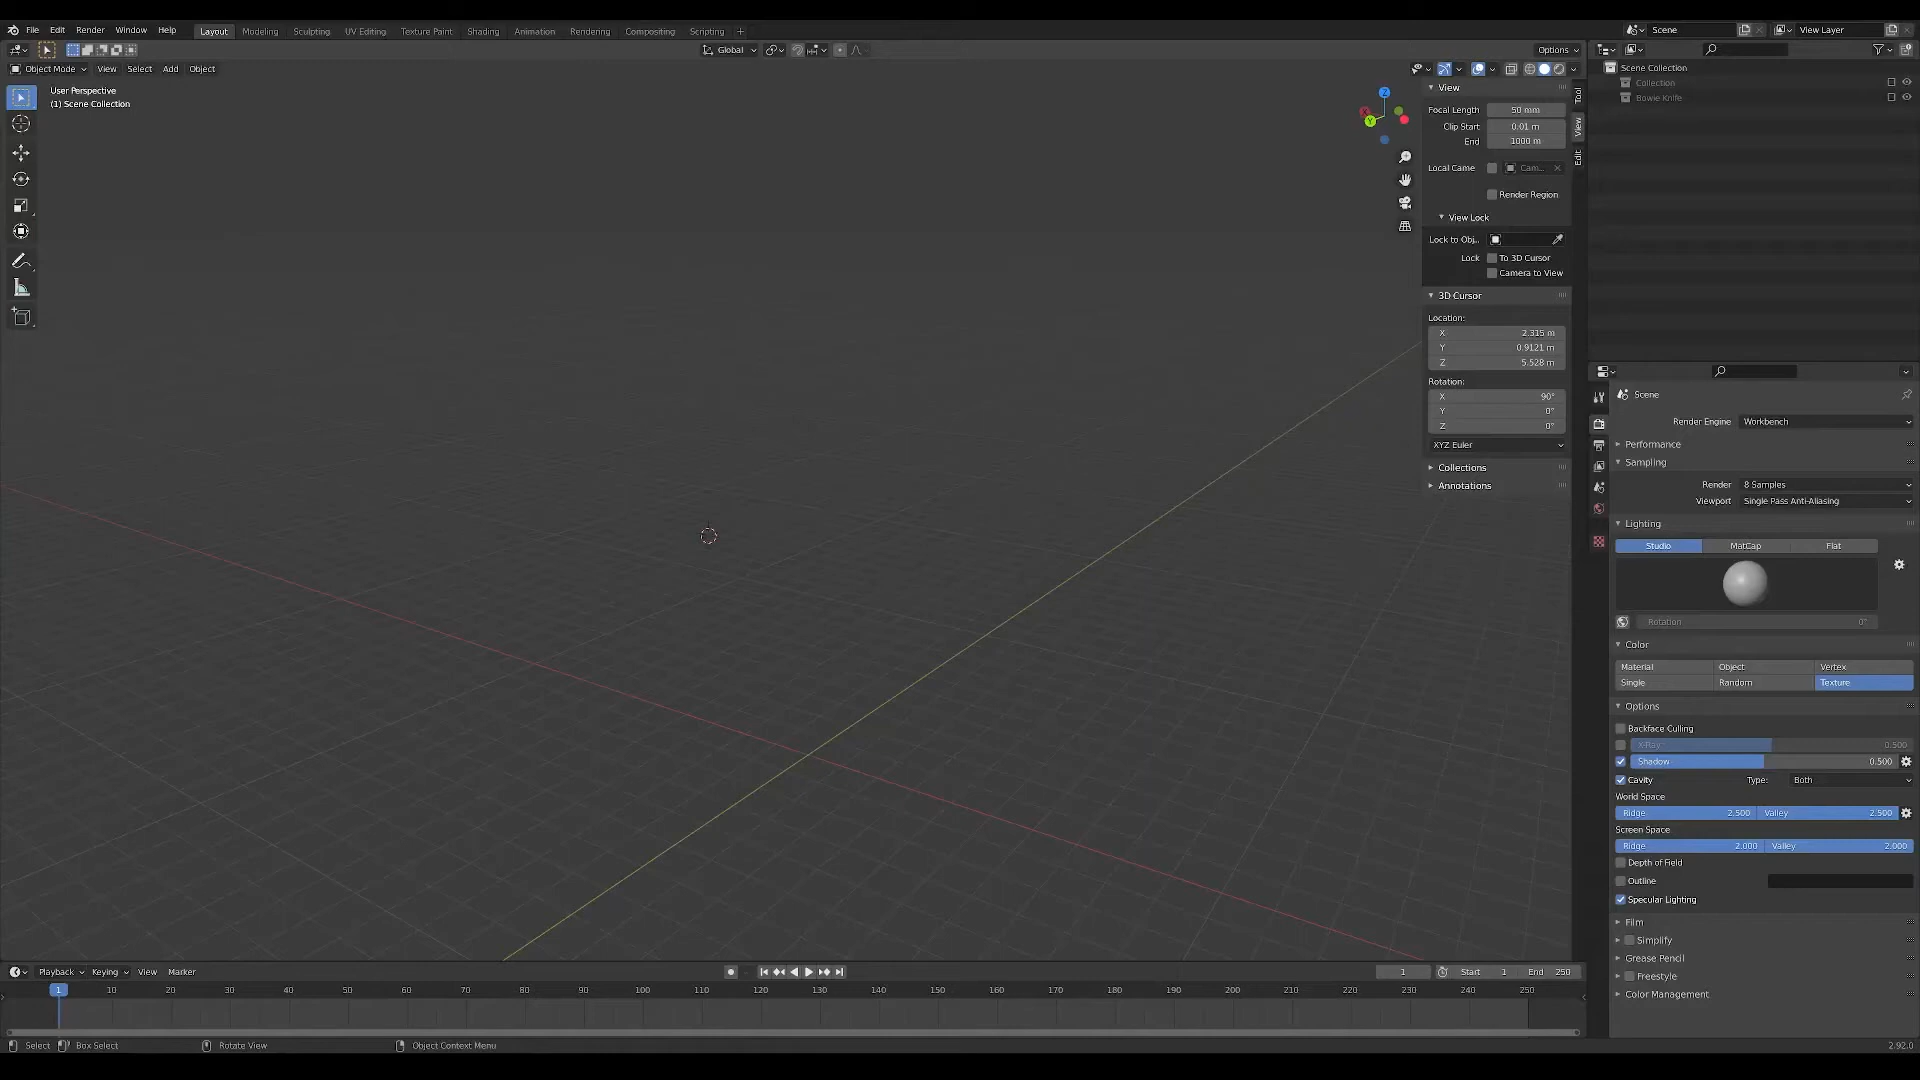 File Edit Render Window Help Layout Modeling Sculpting UV Editing Texture Paint Shading Animation Rendering Compositing Scripting + Scene View Layer
Global Options
Object Mode View Select Add Object
User Perspective
(1) Scene Collection
Z
X
Y
View
Focal Length 50 mm
Clip Start 0.01 m
End 1000 m
Local Came Cam...
Render Region
View Lock
Lock to Obj...
Lock To 3D Cursor
Camera to View
3D Cursor
Location:
X 2.315 m
Y 0.9121 m
Z 5.528 m
Rotation:
X 90°
Y 0°
Z 0°
XYZ Euler
Collections
Annotations
Tool
View
Edit
Scene Collection
Collection
Bowie Knife
Scene
Render Engine Workbench
Performance
Sampling
Render 8 Samples
Viewport Single Pass Anti-Aliasing
Lighting
Studio MatCap Flat
Rotation 0°
Color
Material Object Vertex
Single Random Texture
Options
Backface Culling
X-Ray 0.500
Shadow 0.500
Cavity Type: Both
World Space
Ridge 2.500 Valley 2.500
Screen Space
Ridge 2.000 Valley 2.000
Depth of Field
Outline
Specular Lighting
Film
Simplify
Grease Pencil
Freestyle
Color Management
Playback Keying View Marker 1 Start 1 End 250
1 10 20 30 40 50 60 70 80 90 100 110 120 130 140 150 160 170 180 190 200 210 220 230 240 250
Select Box Select Rotate View Object Context Menu 2.92.0